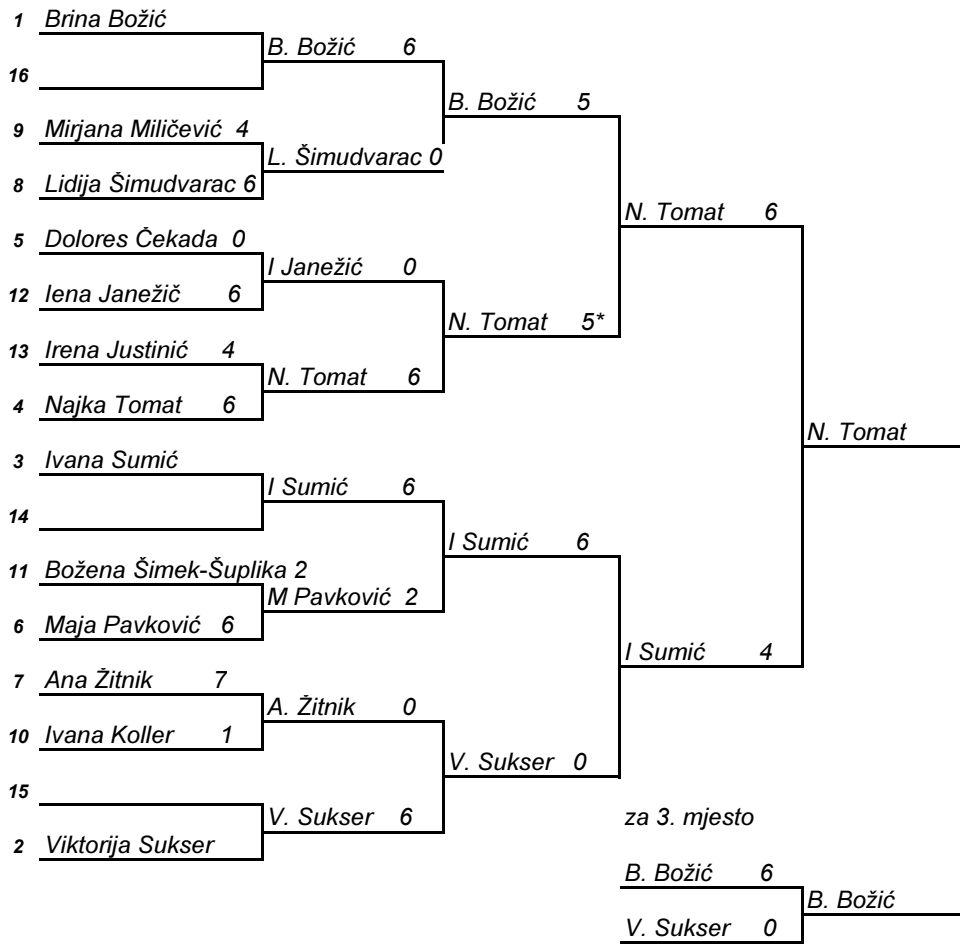 1 Brina Božić
B. Božić 6
16
B. Božić 5
9 Mirjana Miličević 4
L. Šimudvarac 0
8 Lidija Šimudvarac 6
N. Tomat 6
5 Dolores Čekada 0
I Janežić 0
12 Iena Janežič 6
N. Tomat 5*
13 Irena Justinić 4
N. Tomat 6
4 Najka Tomat 6
N. Tomat
3 Ivana Sumić
I Sumić 6
14
I Sumić 6
11 Božena Šimek-Šuplika 2
M Pavković 2
6 Maja Pavković 6
I Sumić 4
7 Ana Žitnik 7
A. Žitnik 0
10 Ivana Koller 1
V. Sukser 0
15
V. Sukser 6
za 3. mjesto
2 Viktorija Sukser
B. Božić 6
B. Božić
V. Sukser 0